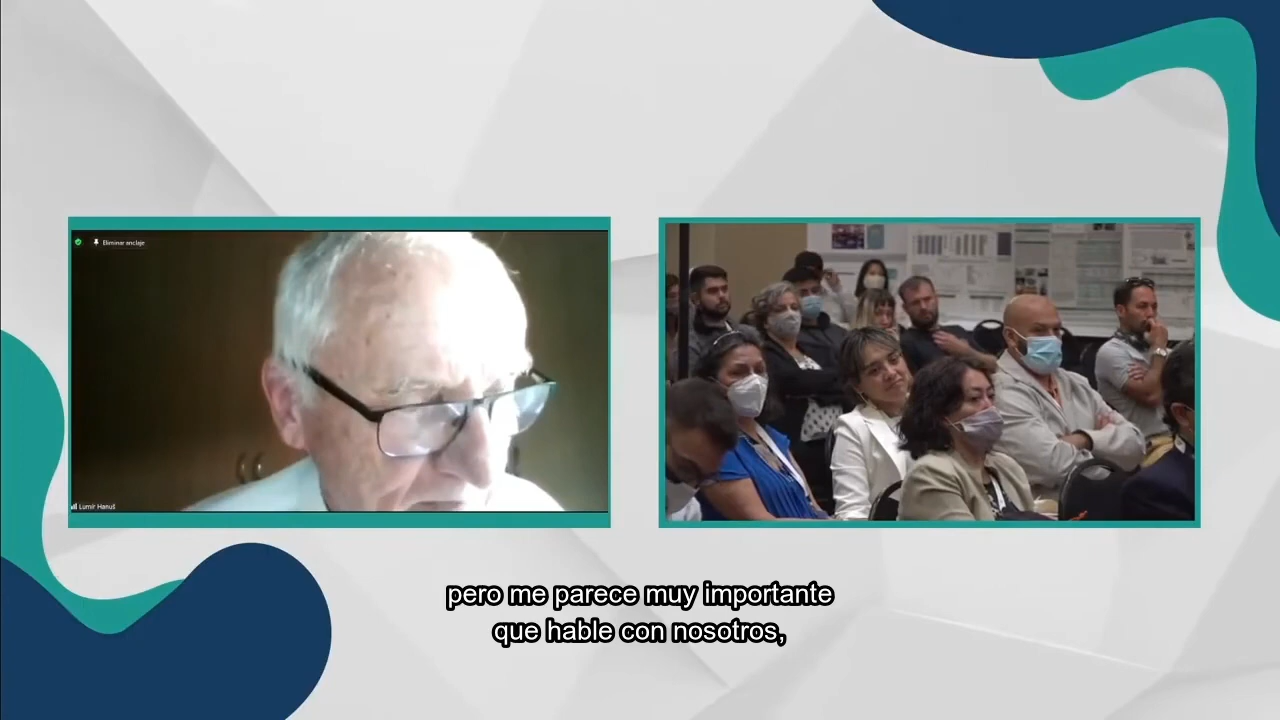 Eliminar anclaje
Lumír Hanuš
pero me parece muy importante
que hable con nosotros,